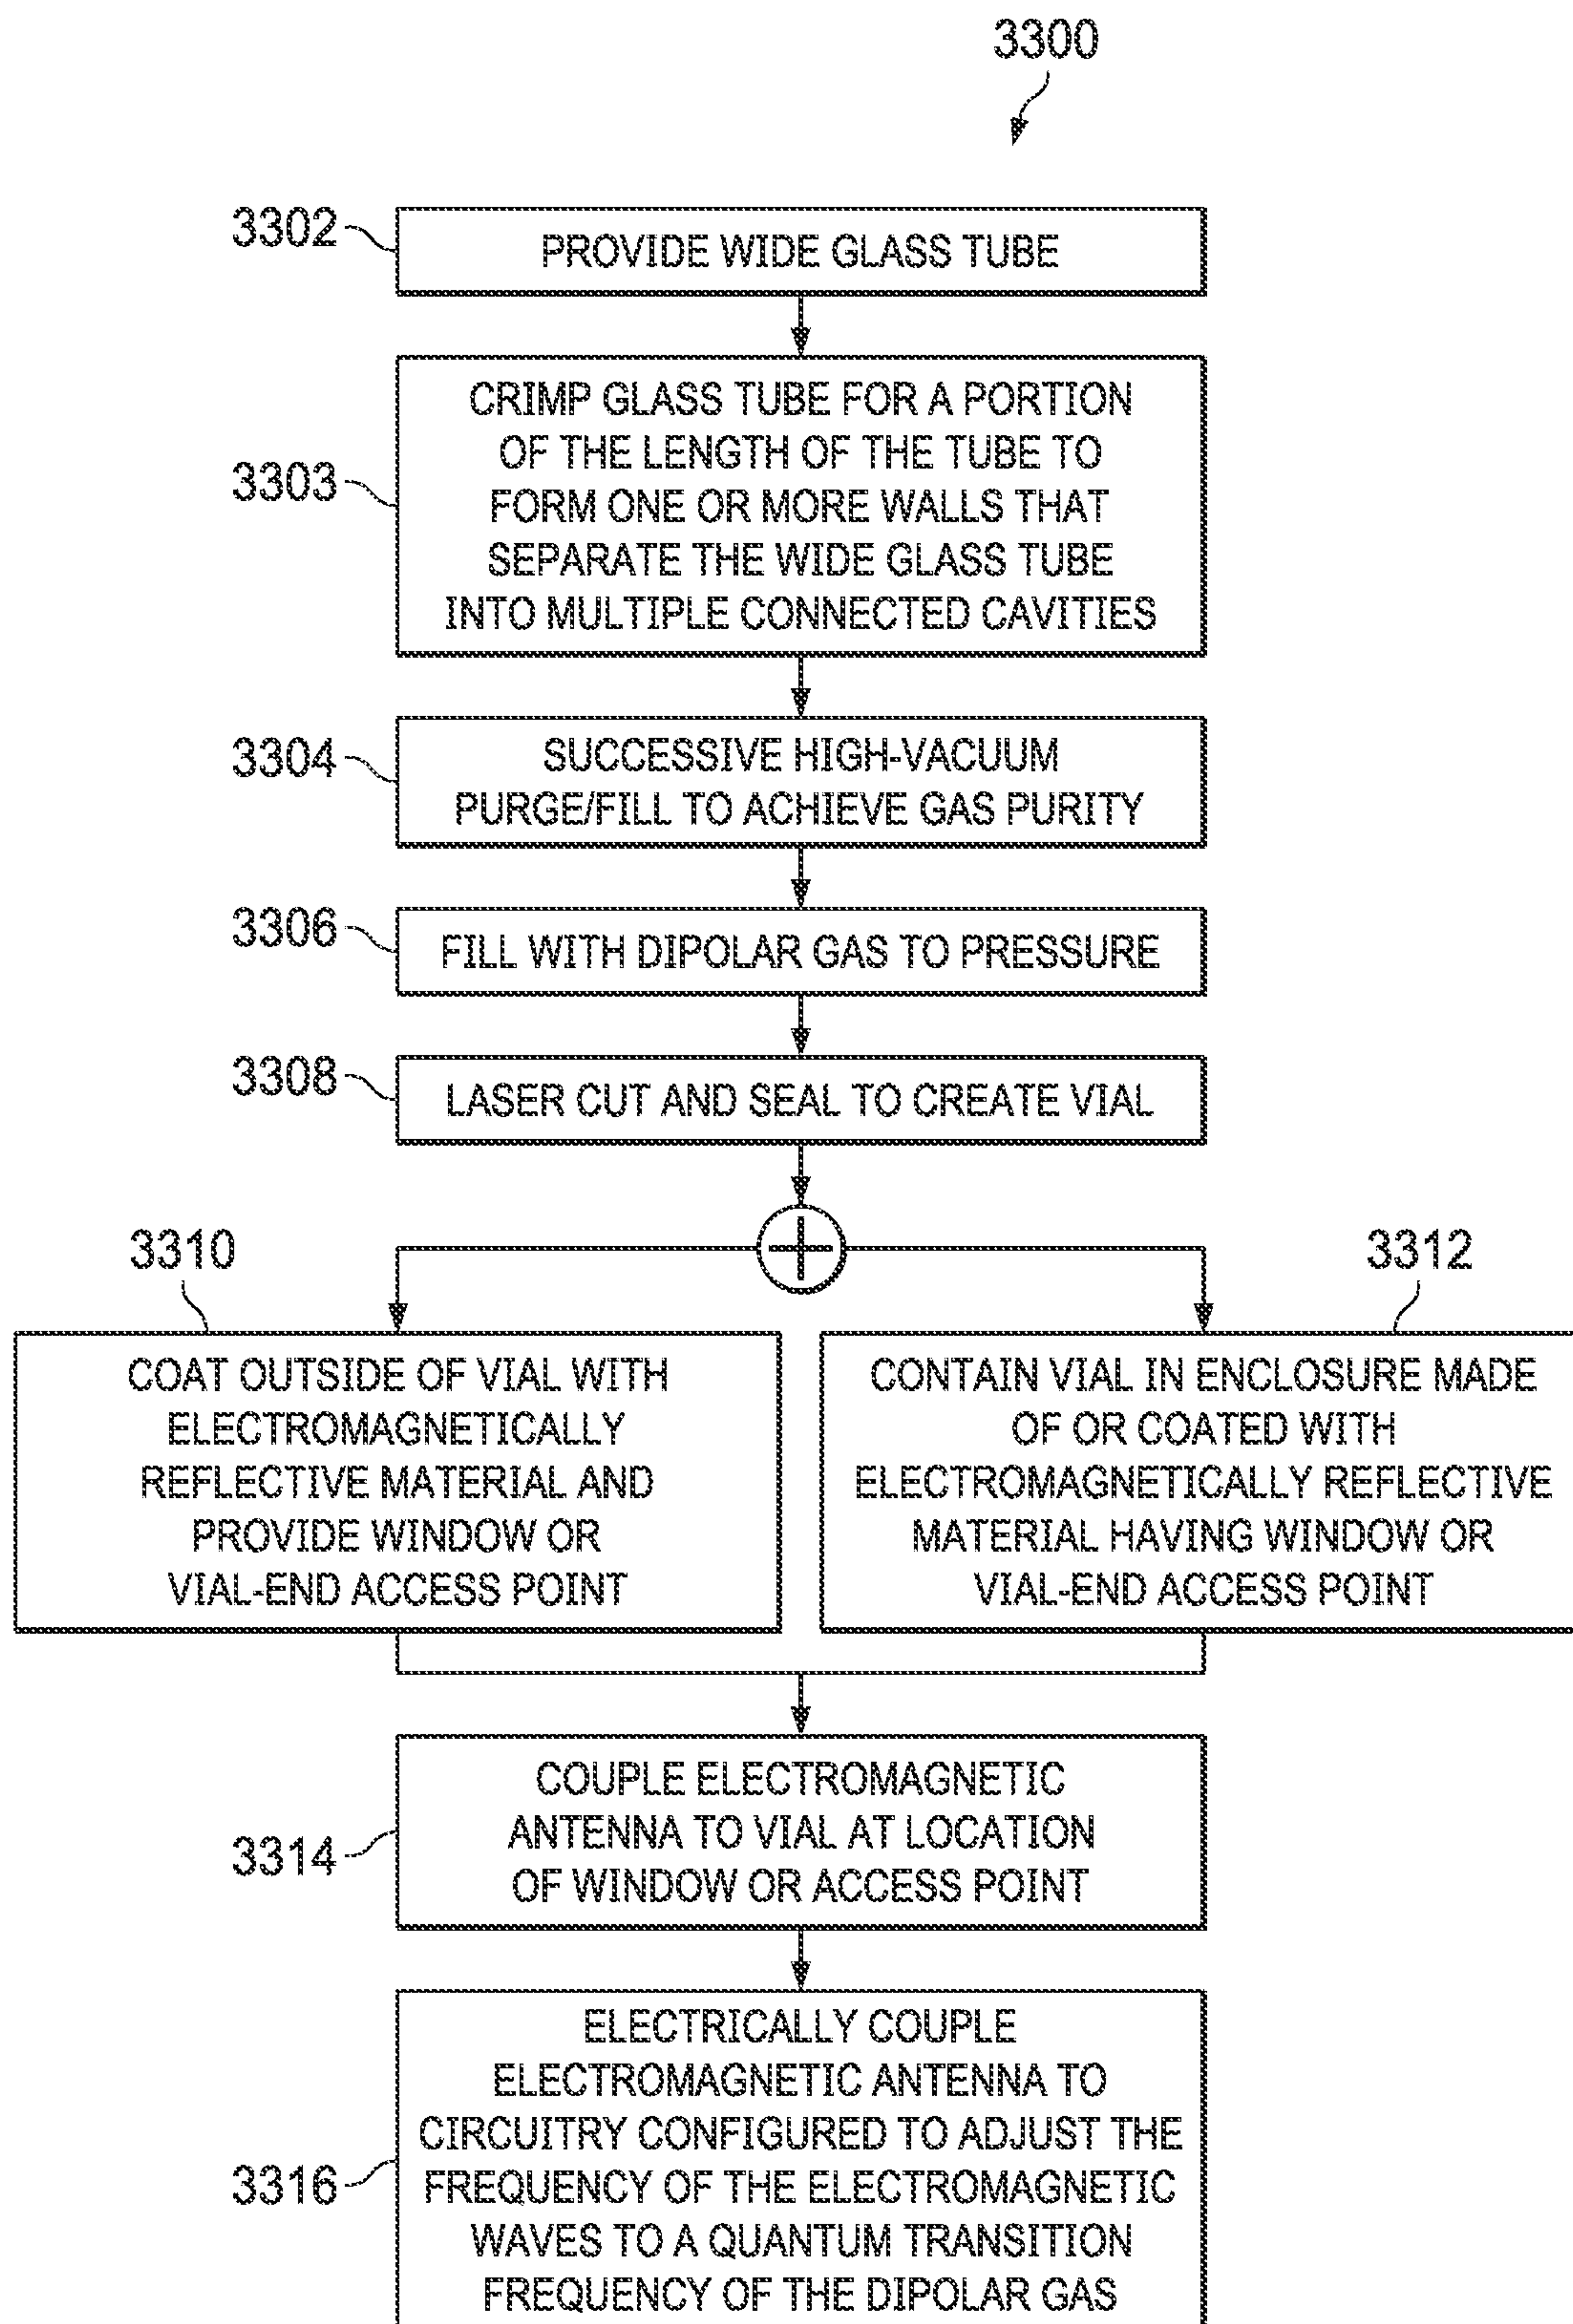 3300
3302
PROVIDE WIDE GLASS TUBE
3303
CRIMP GLASS TUBE FOR A PORTION
OF THE LENGTH OF THE TUBE TO
FORM ONE OR MORE WALLS THAT
SEPARATE THE WIDE GLASS TUBE
INTO MULTIPLE CONNECTED CAVITIES
3304
SUCCESSIVE HIGH-VACUUM
PURGE/FILL TO ACHIEVE GAS PURITY
3306
FILL WITH DIPOLAR GAS TO PRESSURE
3308
LASER CUT AND SEAL TO CREATE VIAL
3310
COAT OUTSIDE OF VIAL WITH
ELECTROMAGNETICALLY
REFLECTIVE MATERIAL AND
PROVIDE WINDOW OR
VIAL-END ACCESS POINT
3312
CONTAIN VIAL IN ENCLOSURE MADE
OF OR COATED WITH
ELECTROMAGNETICALLY REFLECTIVE
MATERIAL HAVING WINDOW OR
VIAL-END ACCESS POINT
3314
COUPLE ELECTROMAGNETIC
ANTENNA TO VIAL AT LOCATION
OF WINDOW OR ACCESS POINT
3316
ELECTRICALLY COUPLE
ELECTROMAGNETIC ANTENNA TO
CIRCUITRY CONFIGURED TO ADJUST THE
FREQUENCY OF THE ELECTROMAGNETIC
WAVES TO A QUANTUM TRANSITION
FREQUENCY OF THE DIPOLAR GAS